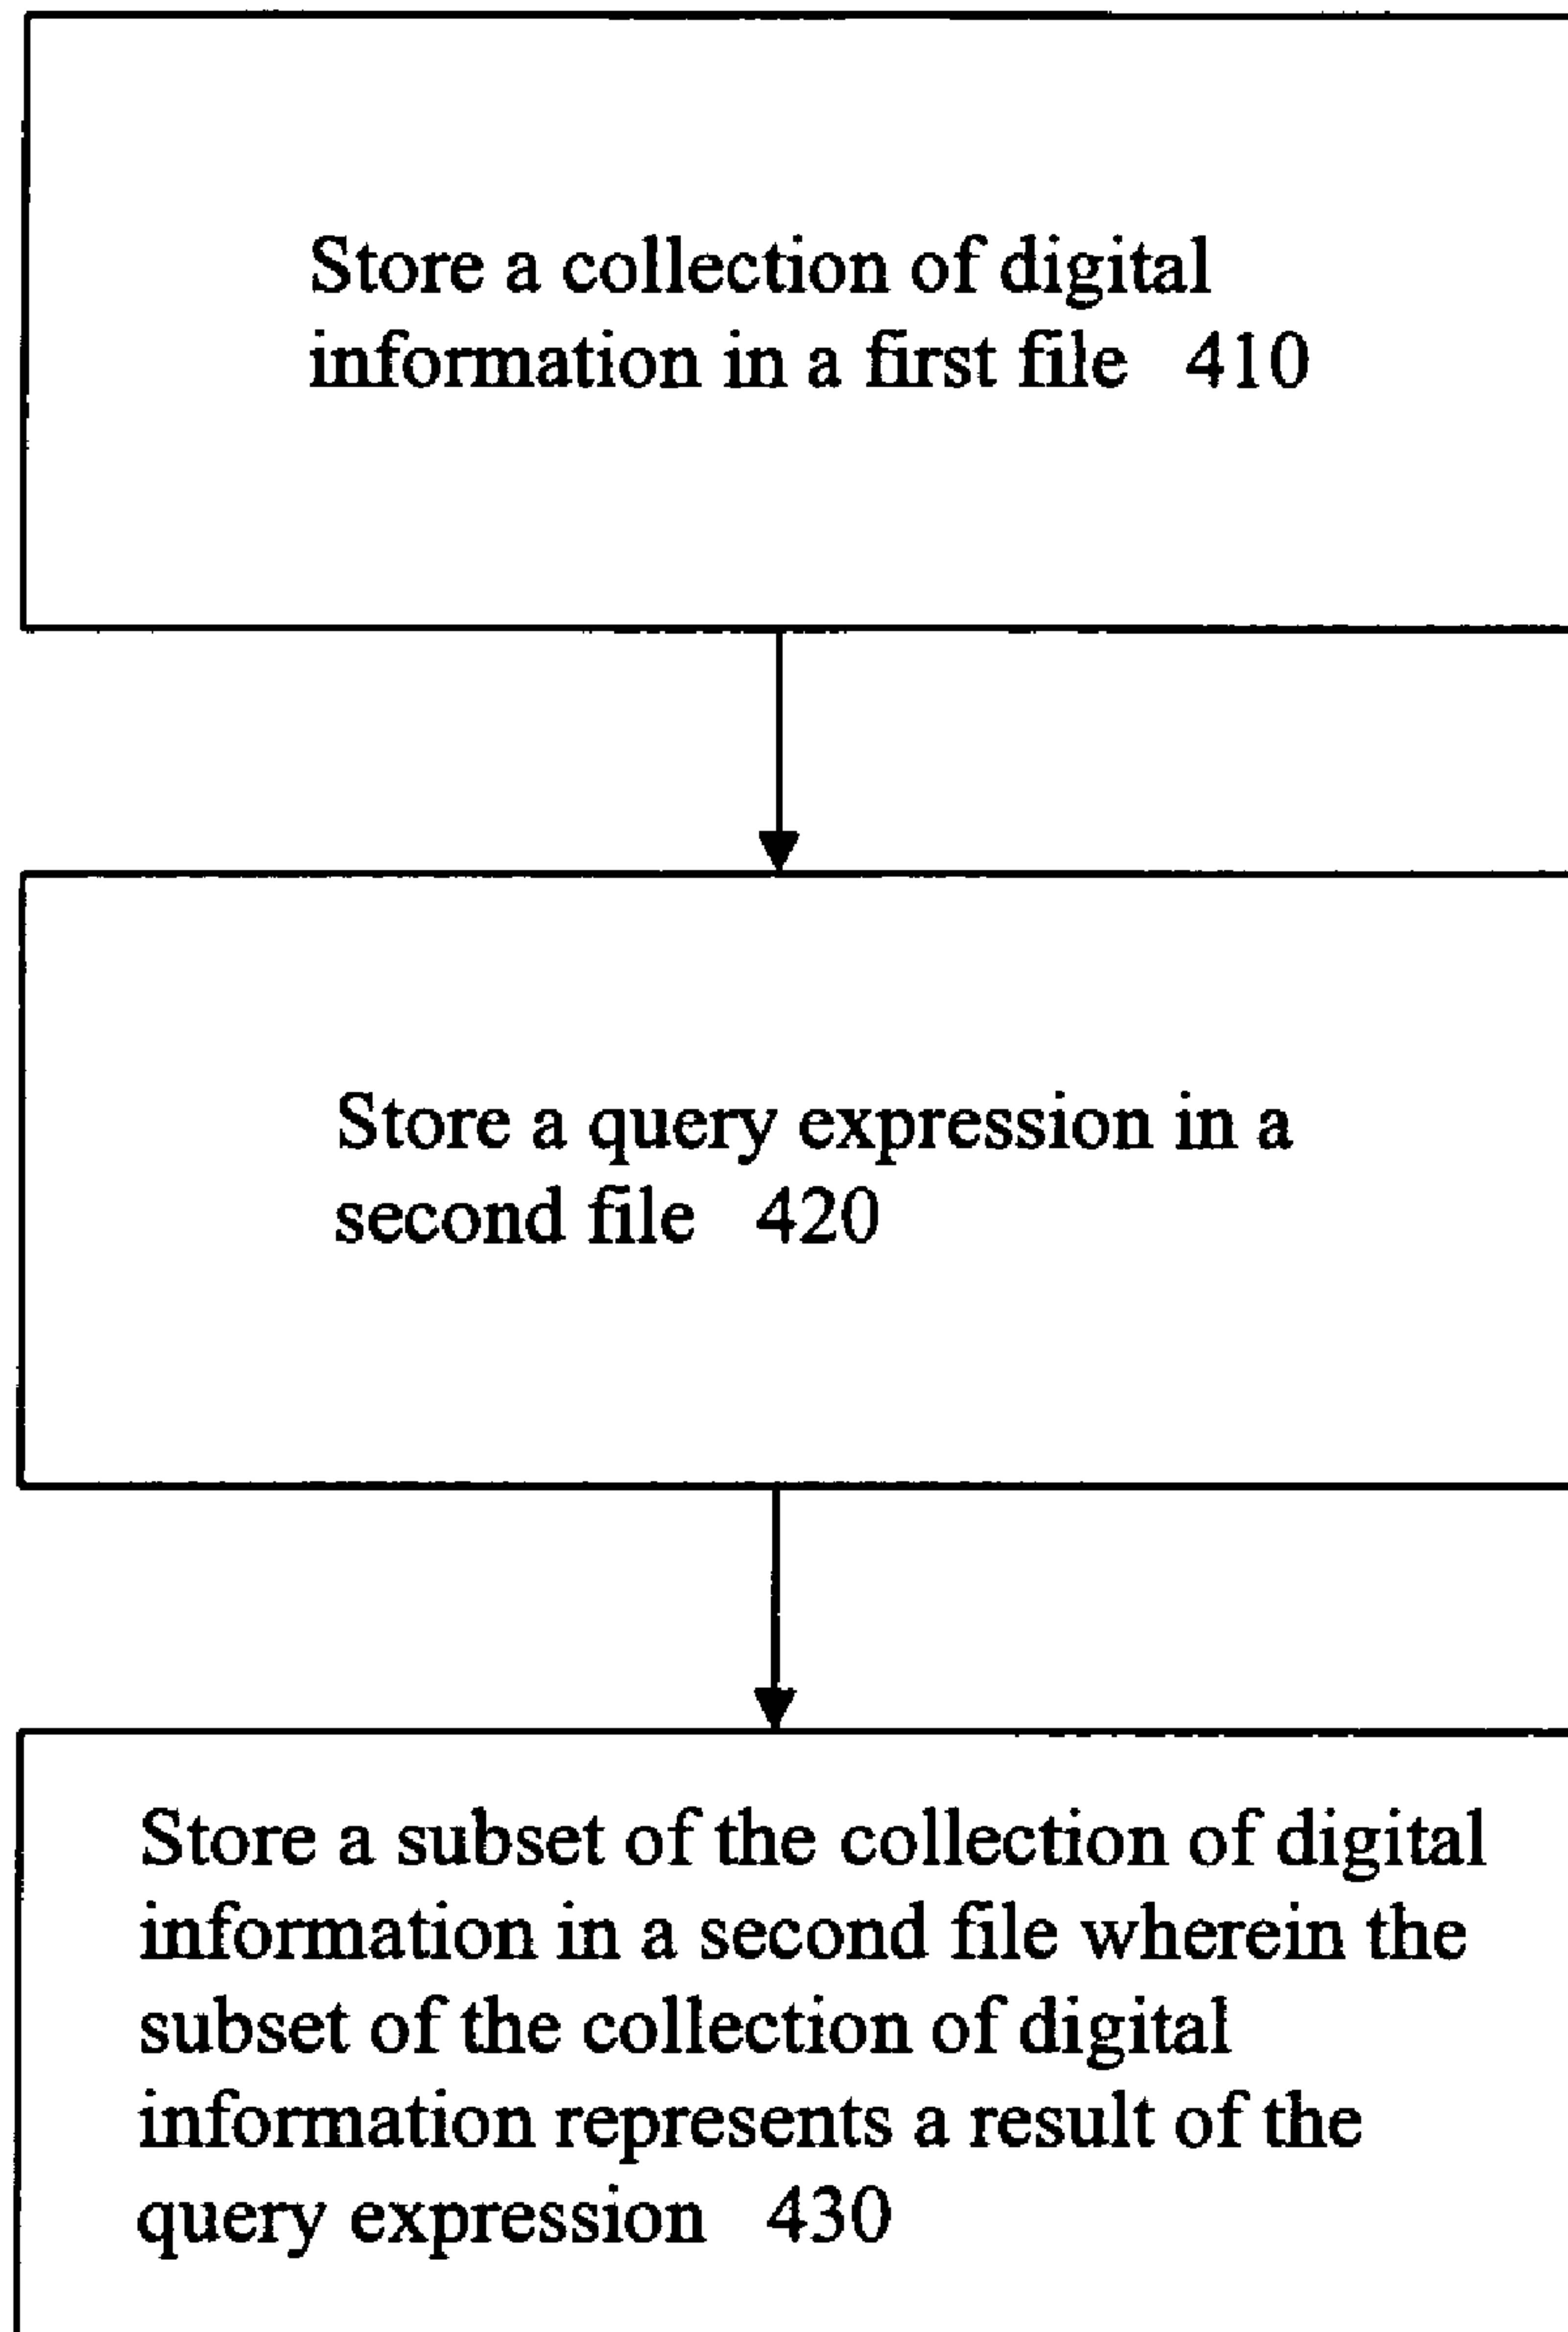 Store a collection of digital
information in a first file 410
Store a query expression in a
second file 420
Store a subset of the collection of digital
information in a second file wherein the
subset of the collection of digital
information represents a result of the
query expression 430